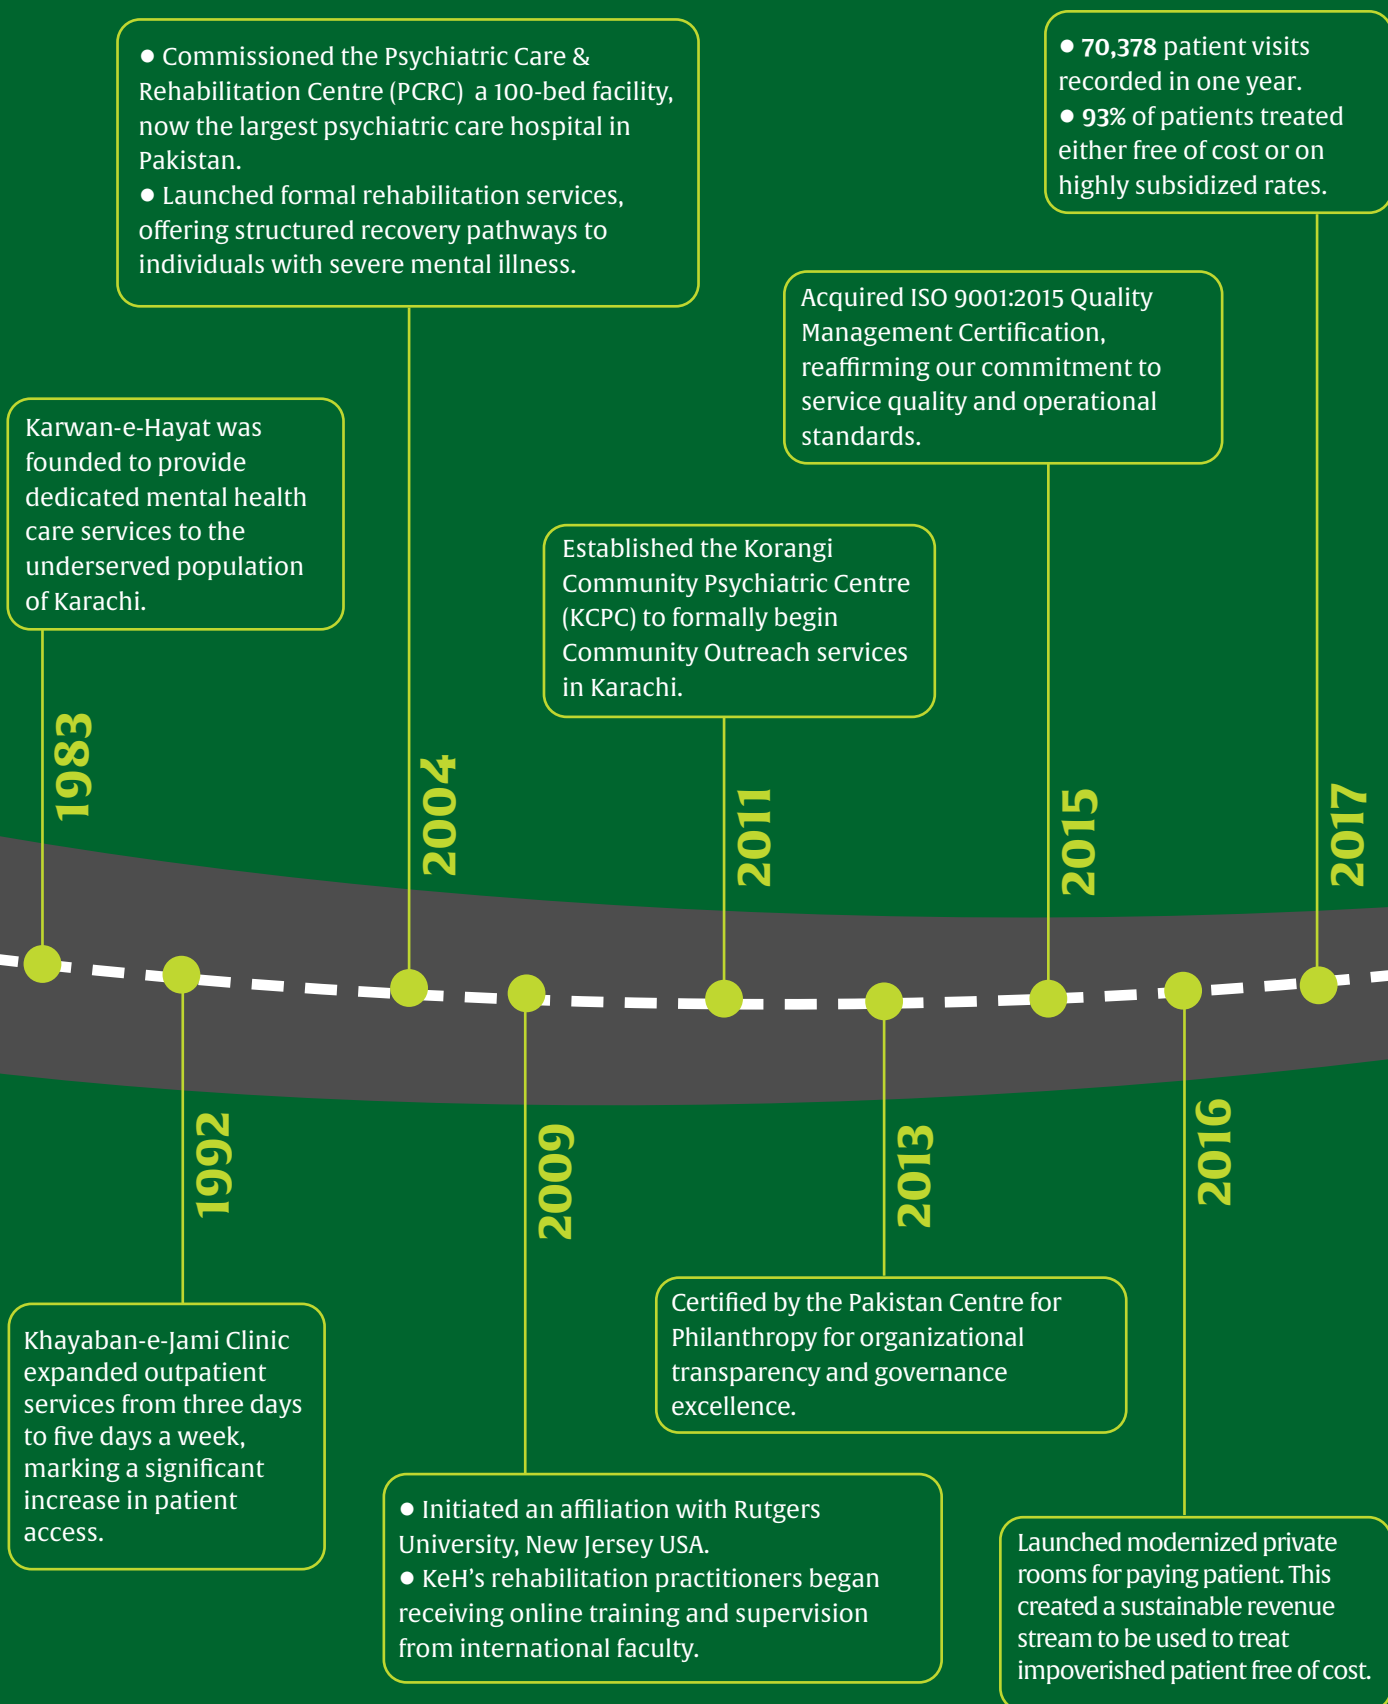 1983
Karwan-e-Hayat was
founded to provide
dedicated mental health
care services to the
underserved population
of Karachi.
1992
Khayaban-e-Jami Clinic
expanded outpatient
services from three days
to five days a week,
marking a significant
increase in patient
access.
2004
● Commissioned the Psychiatric Care &
Rehabilitation Centre (PCRC) a 100-bed facility,
now the largest psychiatric care hospital in
Pakistan.
● Launched formal rehabilitation services,
offering structured recovery pathways to
individuals with severe mental illness.
2009
● Initiated an affiliation with Rutgers
University, New Jersey USA.
● KeH's rehabilitation practitioners began
receiving online training and supervision
from international faculty.
2011
Established the Korangi
Community Psychiatric Centre
(KCPC) to formally begin
Community Outreach services
in Karachi.
2013
Certified by the Pakistan Centre for
Philanthropy for organizational
transparency and governance
excellence.
2015
Acquired ISO 9001:2015 Quality
Management Certification,
reaffirming our commitment to
service quality and operational
standards.
2016
Launched modernized private
rooms for paying patient. This
created a sustainable revenue
stream to be used to treat
impoverished patient free of cost.
2017
● 70,378 patient visits
recorded in one year.
● 93% of patients treated
either free of cost or on
highly subsidized rates.